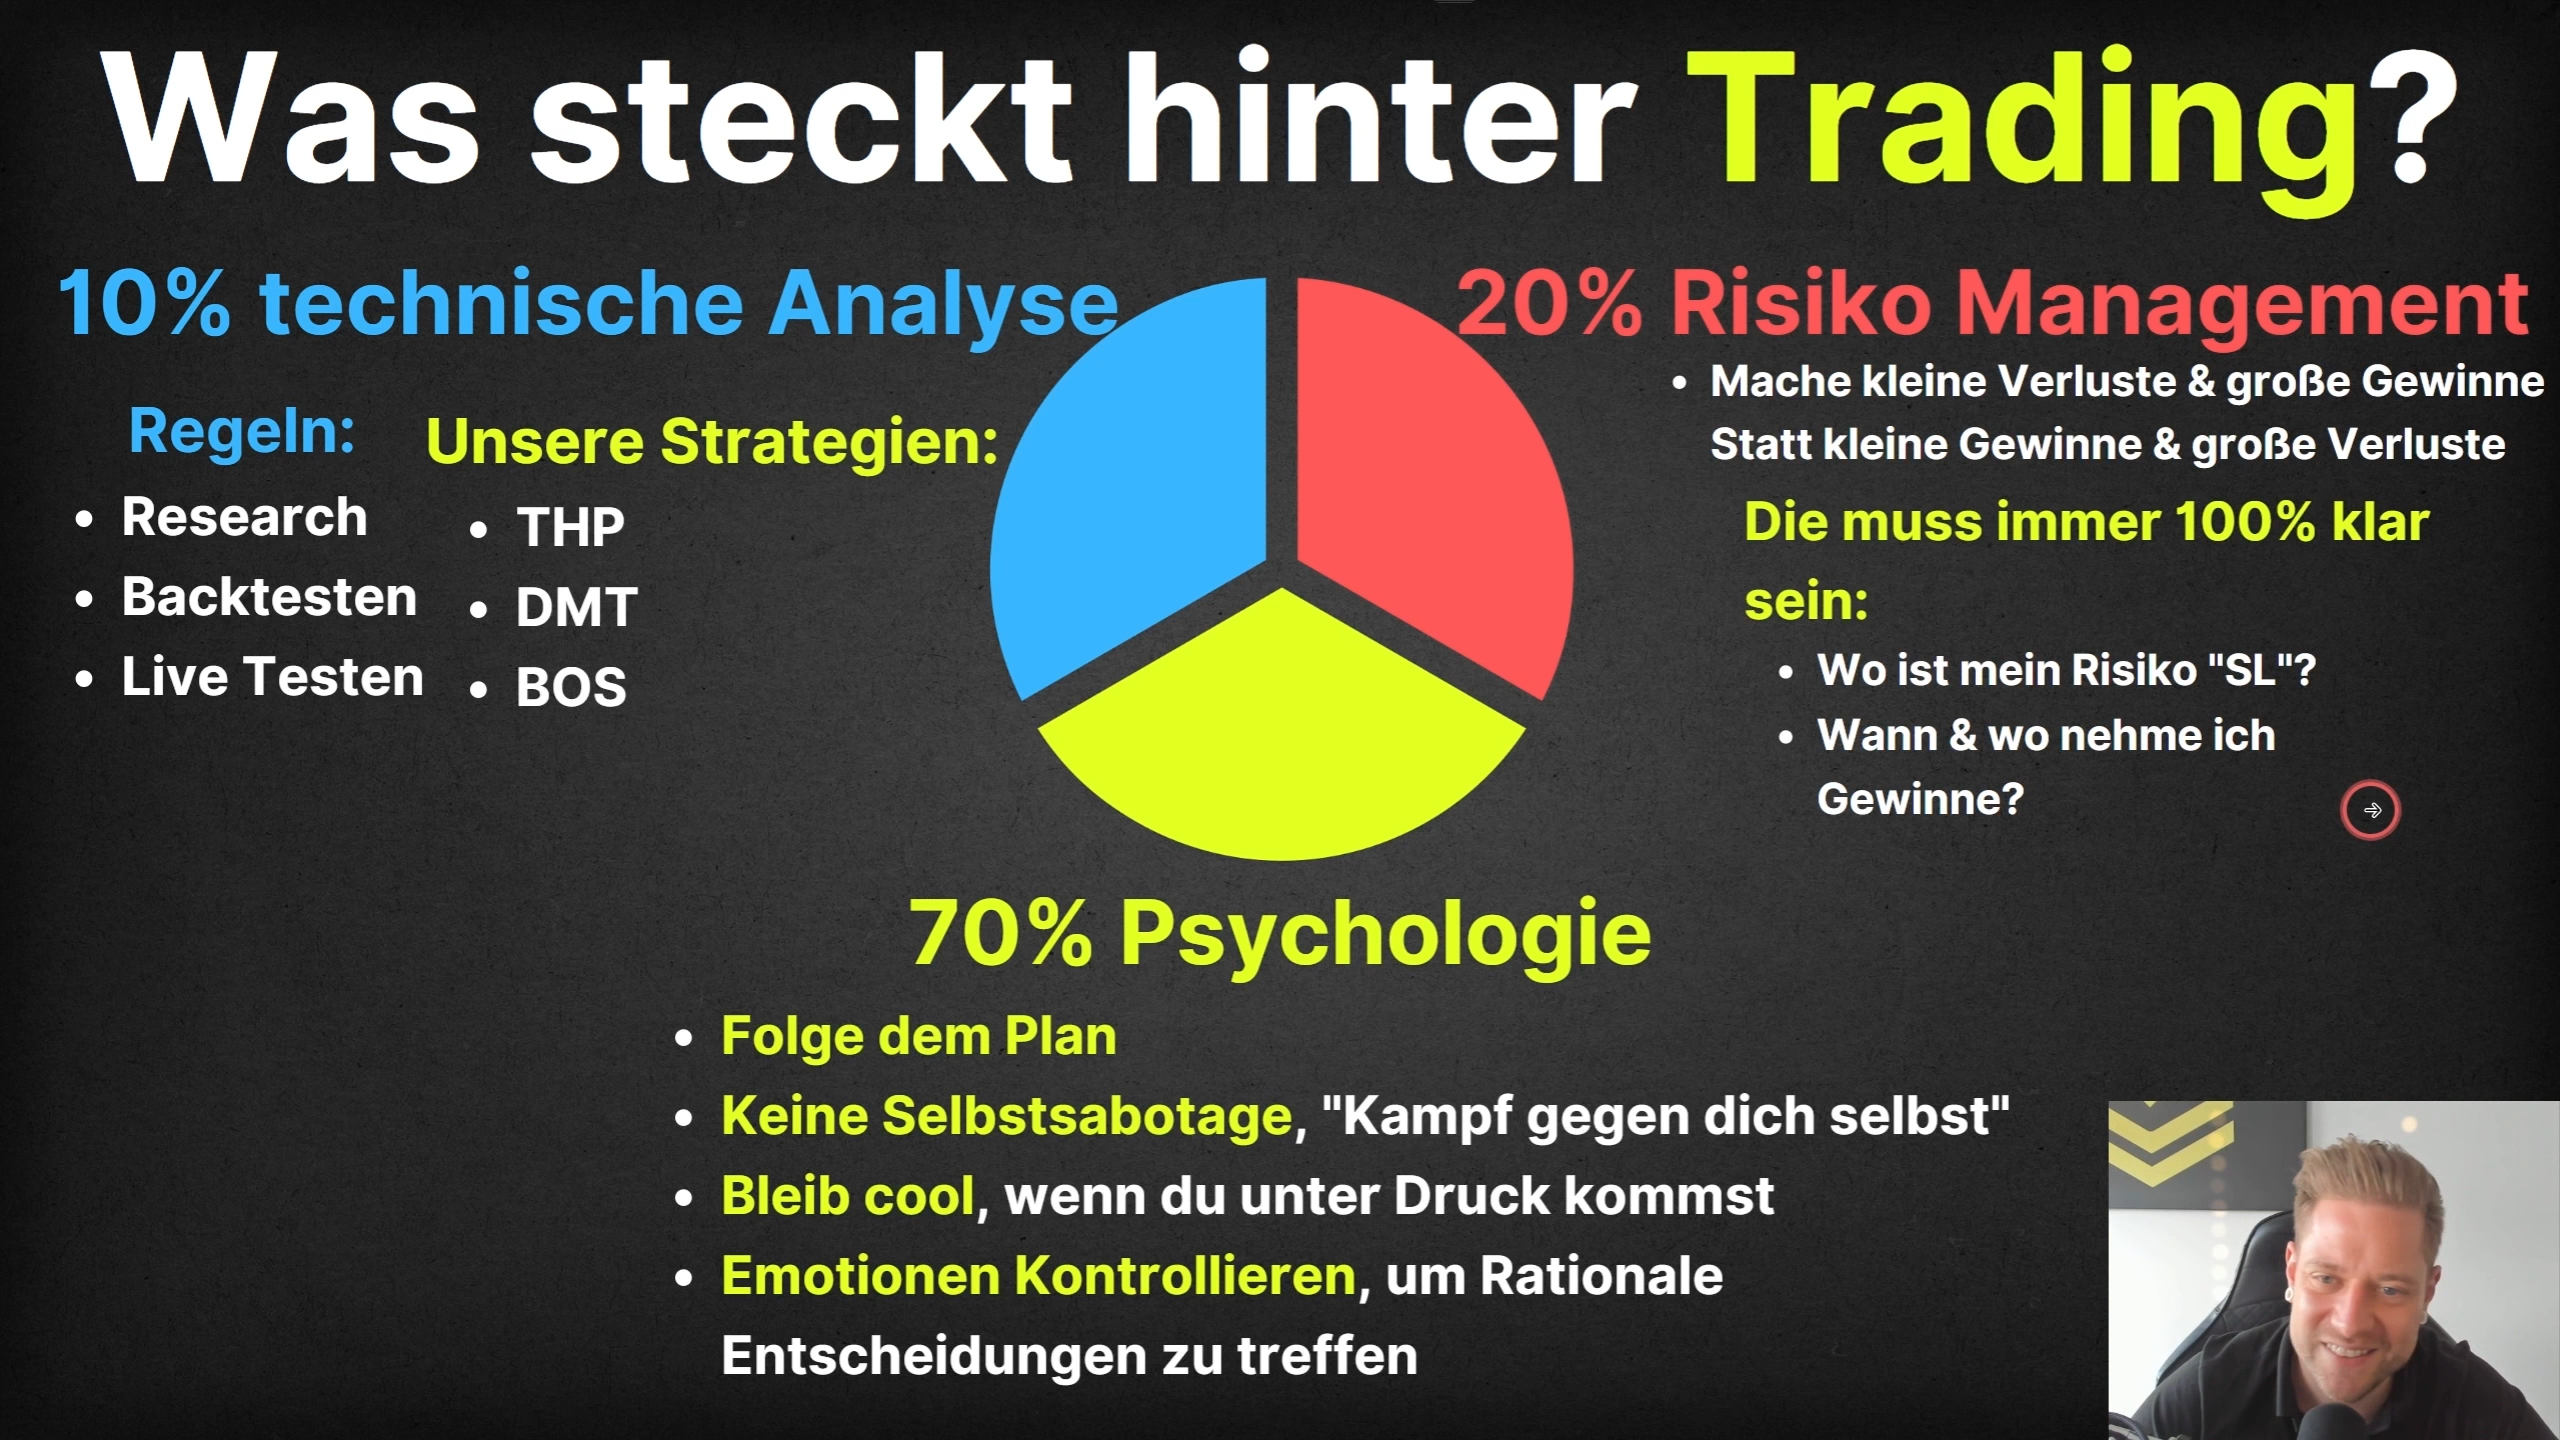 Was steckt hinter Trading?
10% technische Analyse
Regeln:
• Research
• Backtesten
• Live Testen
Unsere Strategien:
• THP
• DMT
• BOS
20% Risiko Management
• Mache kleine Verluste & große Gewinne
Statt kleine Gewinne & große Verluste
Die muss immer 100% klar
sein:
• Wo ist mein Risiko "SL"?
• Wann & wo nehme ich
Gewinne?
70% Psychologie
• Folge dem Plan
• Keine Selbstsabotage, "Kampf gegen dich selbst"
• Bleib cool, wenn du unter Druck kommst
• Emotionen Kontrollieren, um Rationale
Entscheidungen zu treffen